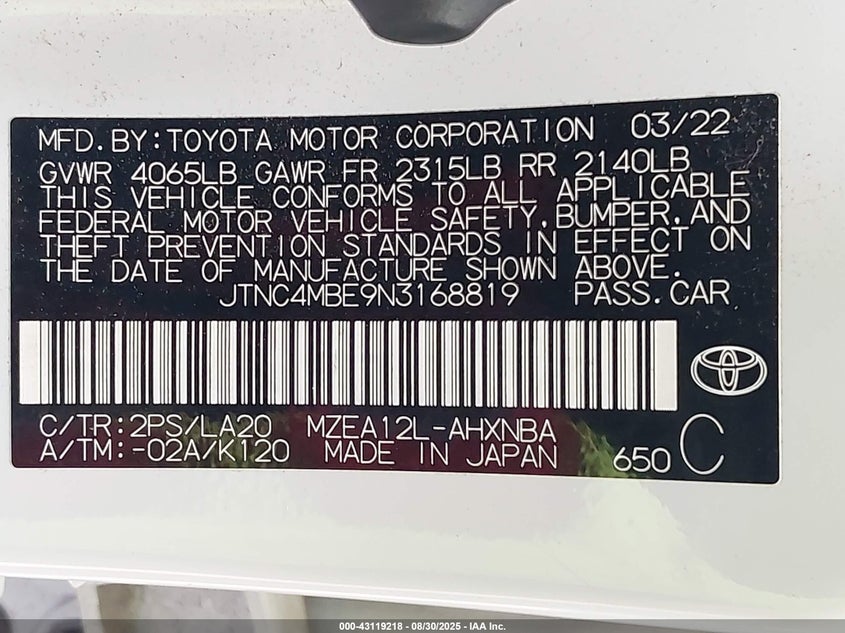 MFD.BY:TOYOTA MOTOR CORPORATION 03/22
GVWR 4065LB GAWR FR 2315LB RR 2140LB
THIS VEHICLE CONFORMS TO ALL APPLICABLE
FEDERAL MOTOR VEHICLE SAFETY,BUMPER,AND
THEFT PREVENTION STANDARDS IN EFFECT ON
THE DATE OF MANUFACTURE SHOWN ABOVE.
JTNC4MBE9N3168819 PASS.CAR
C/TR:2PS/LA20 MZEA12L-AHXNBA
A/TM:-02A/K120 MADE IN JAPAN 650 C
000-43119218 - 08/30/2025 - IAA Inc.